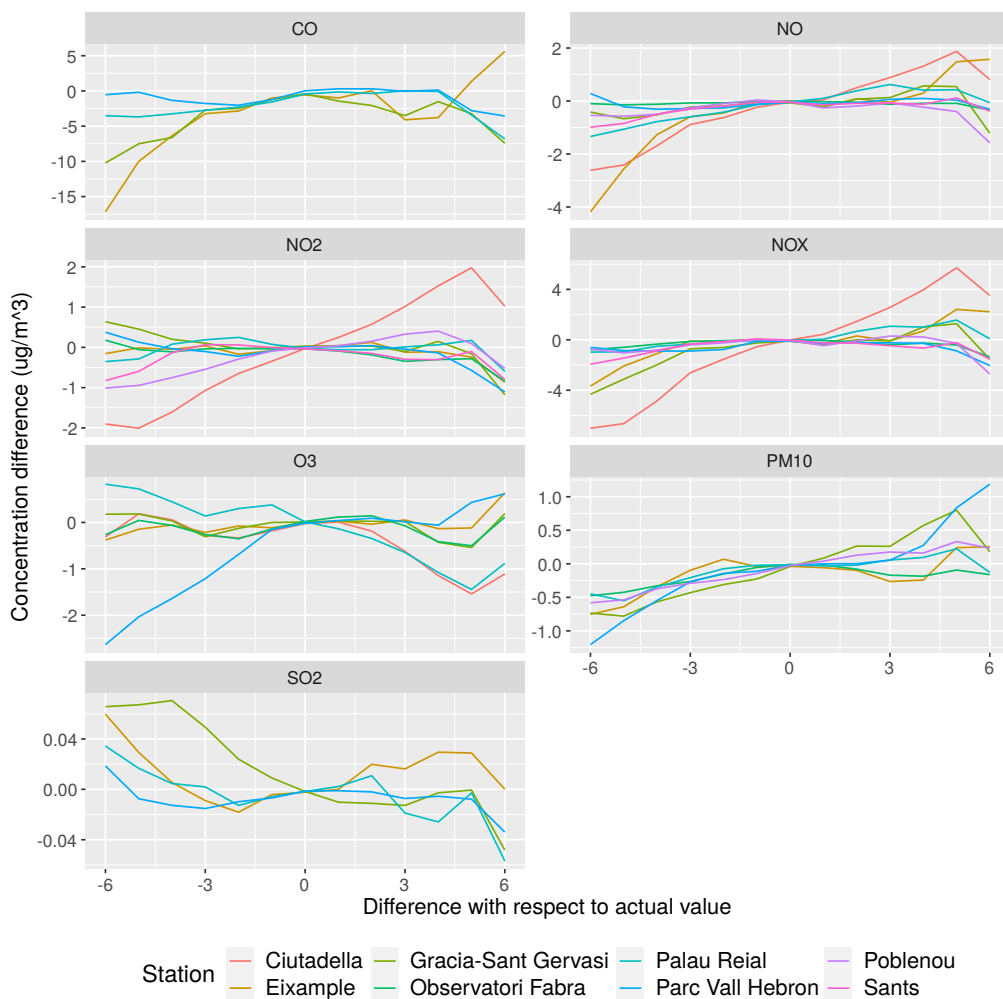 CO
NO
5
0
-5
-10
-15
2
0
-2
-4
NO2
NOX
2
1
0
-1
-2
4
0
-4
O3
PM10
0
-1
-2
1.0
0.5
0.0
-0.5
-1.0
-6 -3 0 3 6
SO2
0.04
0.00
-0.04
-6 -3 0 3 6
Concentration difference (ug/m^3)
Difference with respect to actual value
Station
Ciutadella Gracia-Sant Gervasi Palau Reial Poblenou
Eixample Observatori Fabra Parc Vall Hebron Sants